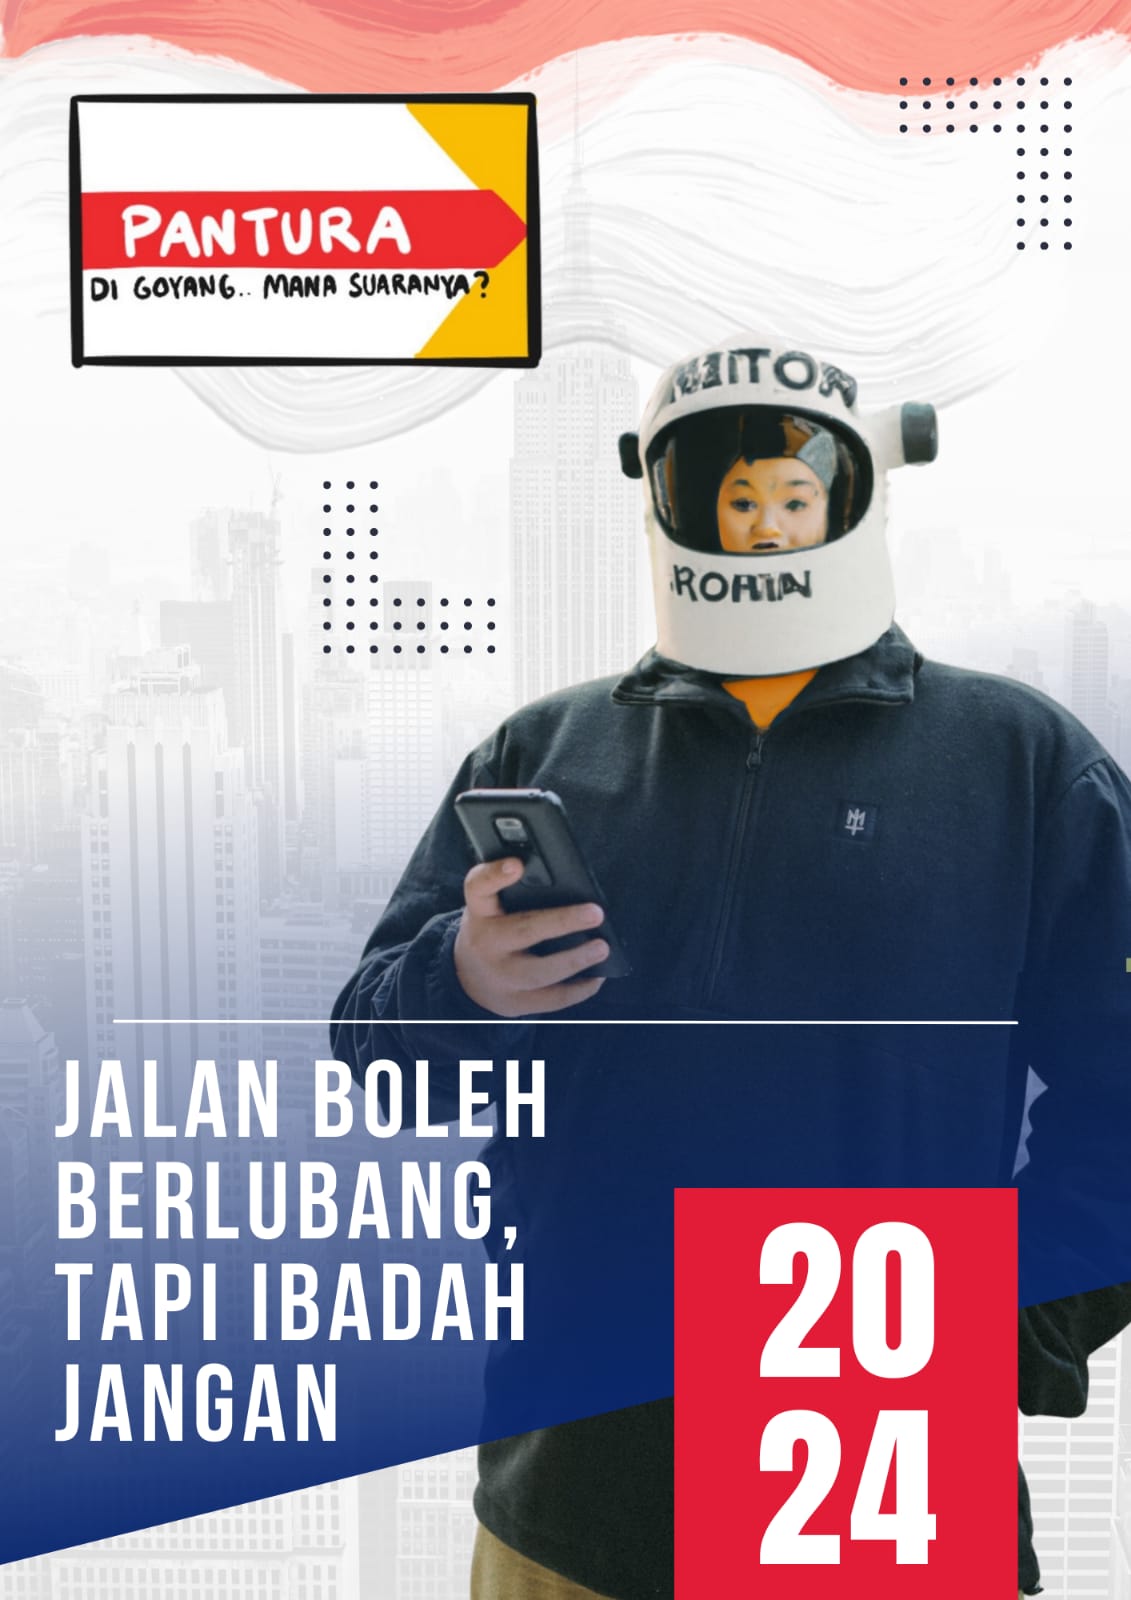 PANTURA
DI GOYANG.. MANA SUARANYA?
JALAN BOLEH
BERLUBANG,
TAPI IBADAH
JANGAN
20
24